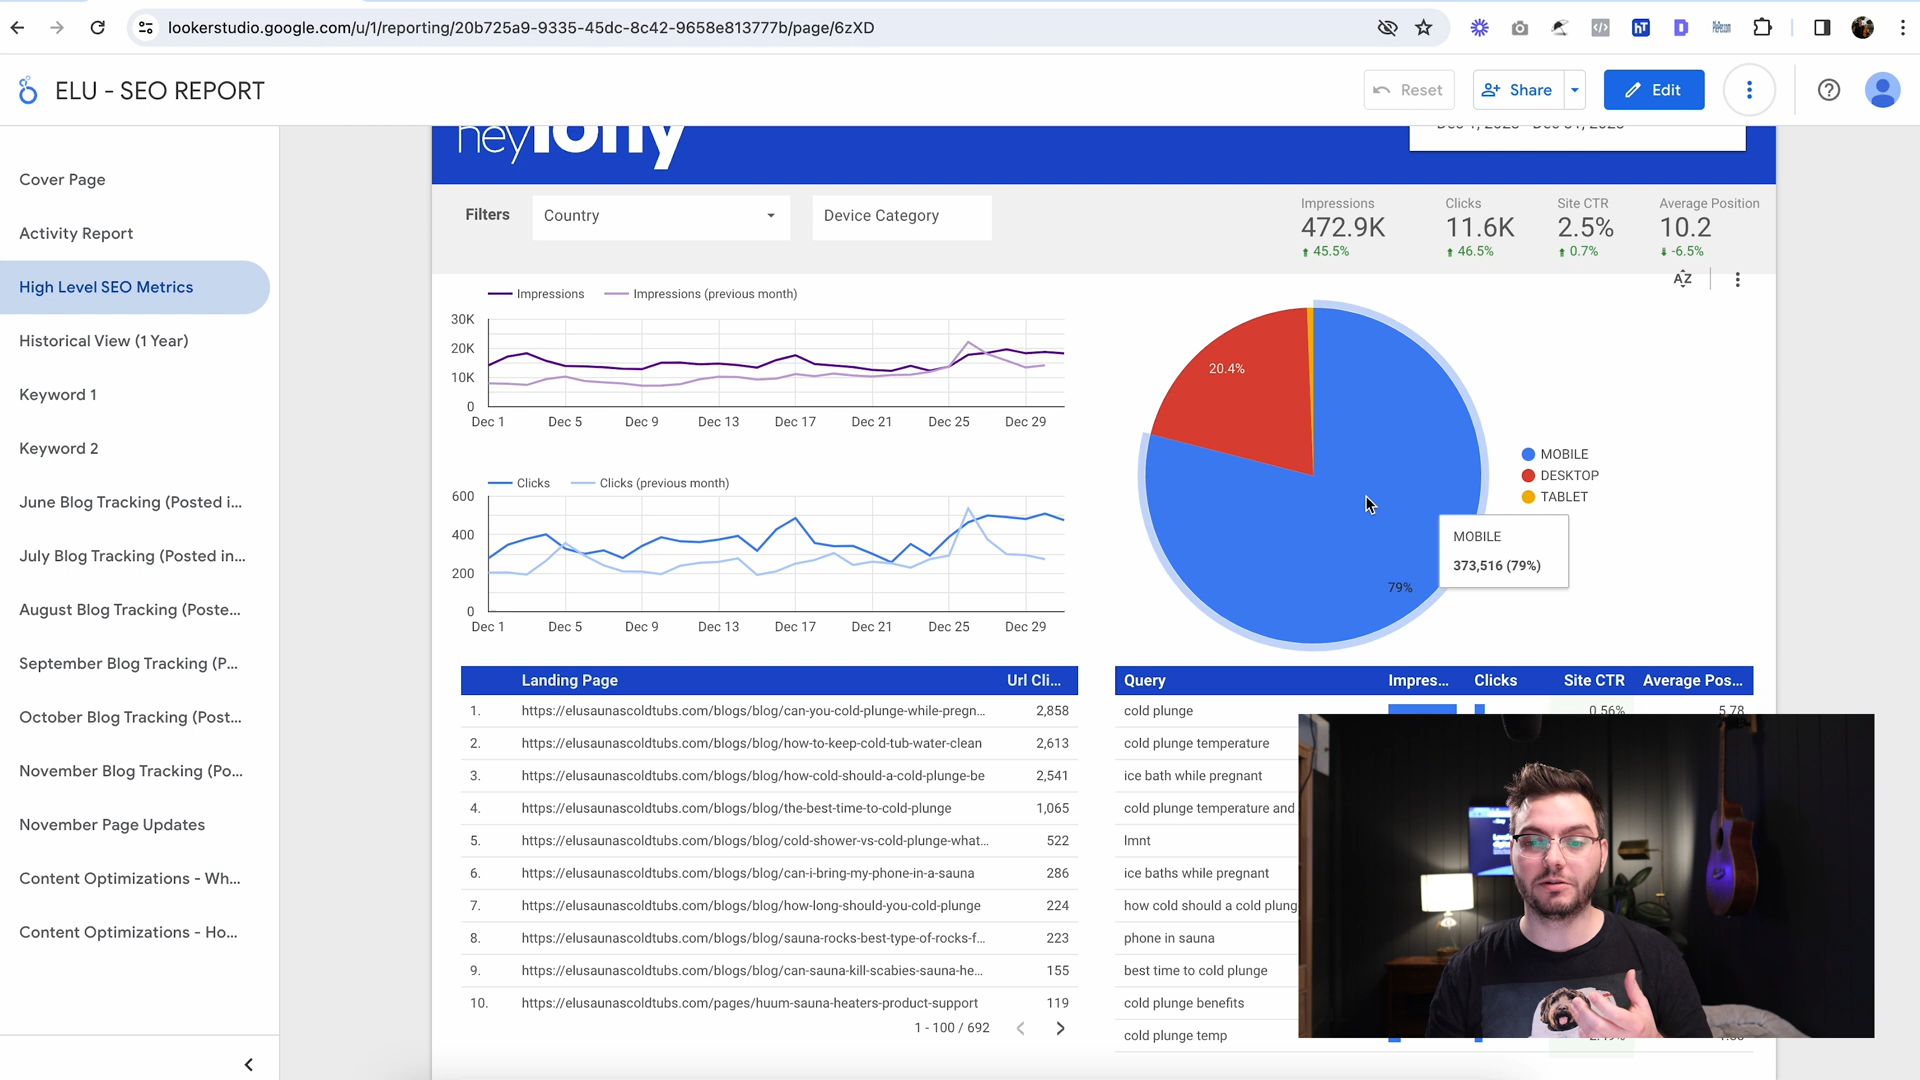 lookerstudio.google.com/u/1/reporting/20b725a9-9335-45dc-8c42-9658e813777b/page/6zXD
ELU - SEO REPORT
Reset
Share
Edit
Cover Page
Activity Report
High Level SEO Metrics
Historical View (1 Year)
Keyword 1
Keyword 2
June Blog Tracking (Posted i...
July Blog Tracking (Posted in...
August Blog Tracking (Poste...
September Blog Tracking (P...
October Blog Tracking (Post...
November Blog Tracking (Po...
November Page Updates
Content Optimizations - Wh...
Content Optimizations - Ho...
heytony
Dec 1, 2023 - Dec 31, 2023
Filters
Country
Device Category
Impressions
472.9K
45.5%
Clicks
11.6K
46.5%
Site CTR
2.5%
0.7%
Average Position
10.2
-6.5%
Impressions
Impressions (previous month)
30K
20K
10K
0
Dec 1 Dec 5 Dec 9 Dec 13 Dec 17 Dec 21 Dec 25 Dec 29
Clicks
Clicks (previous month)
600
400
200
0
Dec 1 Dec 5 Dec 9 Dec 13 Dec 17 Dec 21 Dec 25 Dec 29
20.4%
79%
MOBILE
DESKTOP
TABLET
MOBILE
373,516 (79%)
Landing Page Url Cli...
1. https://elusaunascoldtubs.com/blogs/blog/can-you-cold-plunge-while-pregn... 2,858
2. https://elusaunascoldtubs.com/blogs/blog/how-to-keep-cold-tub-water-clean 2,613
3. https://elusaunascoldtubs.com/blogs/blog/how-cold-should-a-cold-plunge-be 2,541
4. https://elusaunascoldtubs.com/blogs/blog/the-best-time-to-cold-plunge 1,065
5. https://elusaunascoldtubs.com/blogs/blog/cold-shower-vs-cold-plunge-what... 522
6. https://elusaunascoldtubs.com/blogs/blog/can-i-bring-my-phone-in-a-sauna 286
7. https://elusaunascoldtubs.com/blogs/blog/how-long-should-you-cold-plunge 224
8. https://elusaunascoldtubs.com/blogs/blog/sauna-rocks-best-type-of-rocks-f... 223
9. https://elusaunascoldtubs.com/blogs/blog/can-sauna-kill-scabies-sauna-he... 155
10. https://elusaunascoldtubs.com/pages/huum-sauna-heaters-product-support 119
1 - 100 / 692
Query Impres... Clicks Site CTR Average Pos...
cold plunge 0.56% 5.78
cold plunge temperature
ice bath while pregnant
cold plunge temperature and
lmnt
ice baths while pregnant
how cold should a cold plung
phone in sauna
best time to cold plunge
cold plunge benefits
cold plunge temp